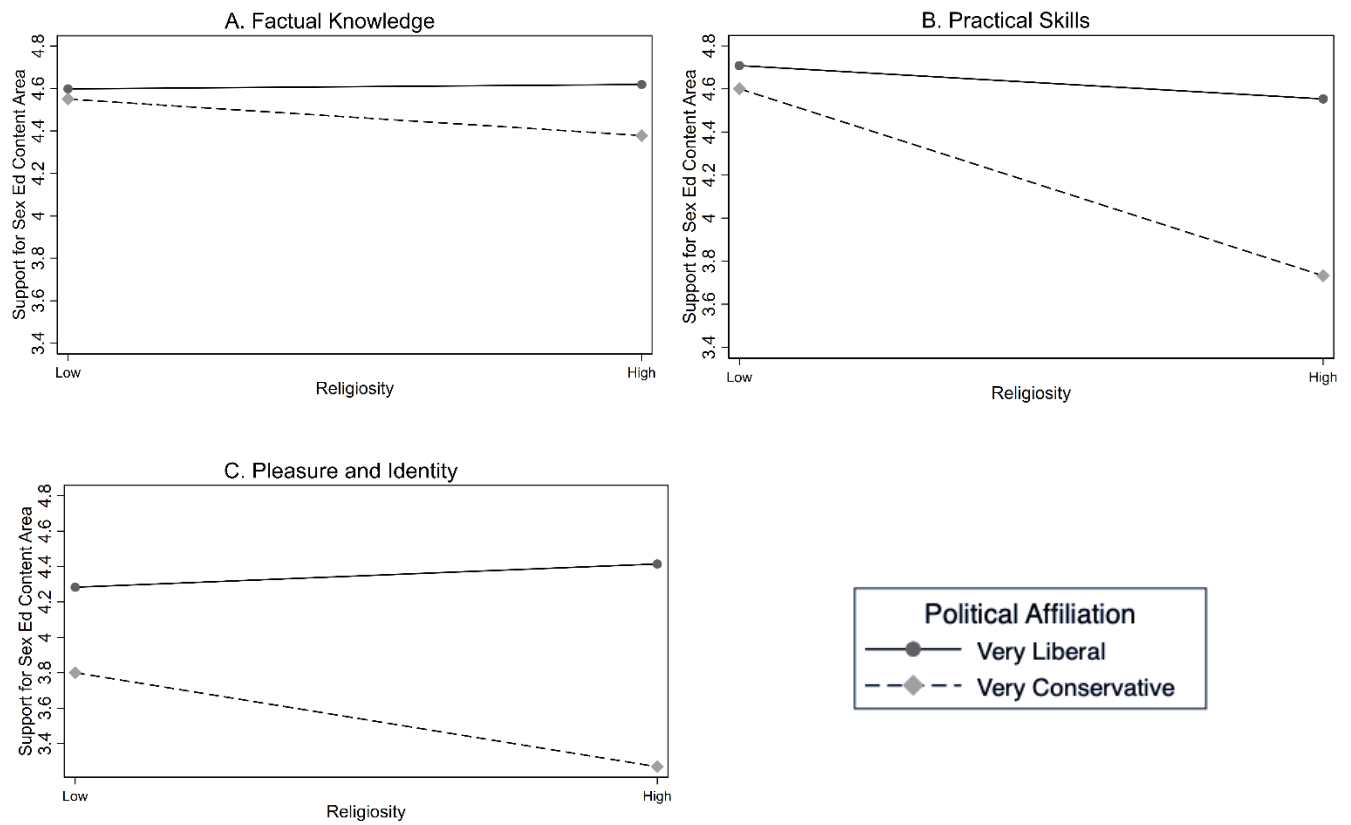 A. Factual Knowledge
Support for Sex Ed Content Area
4.8
4.6
4.4
4.2
4
3.8
3.6
3.4
Low
High
Religiosity
B. Practical Skills
Support for Sex Ed Content Area
4.8
4.6
4.4
4.2
4
3.8
3.6
3.4
Low
High
Religiosity
C. Pleasure and Identity
Support for Sex Ed Content Area
4.8
4.6
4.4
4.2
4
3.8
3.6
3.4
Low
High
Religiosity
Political Affiliation
Very Liberal
Very Conservative